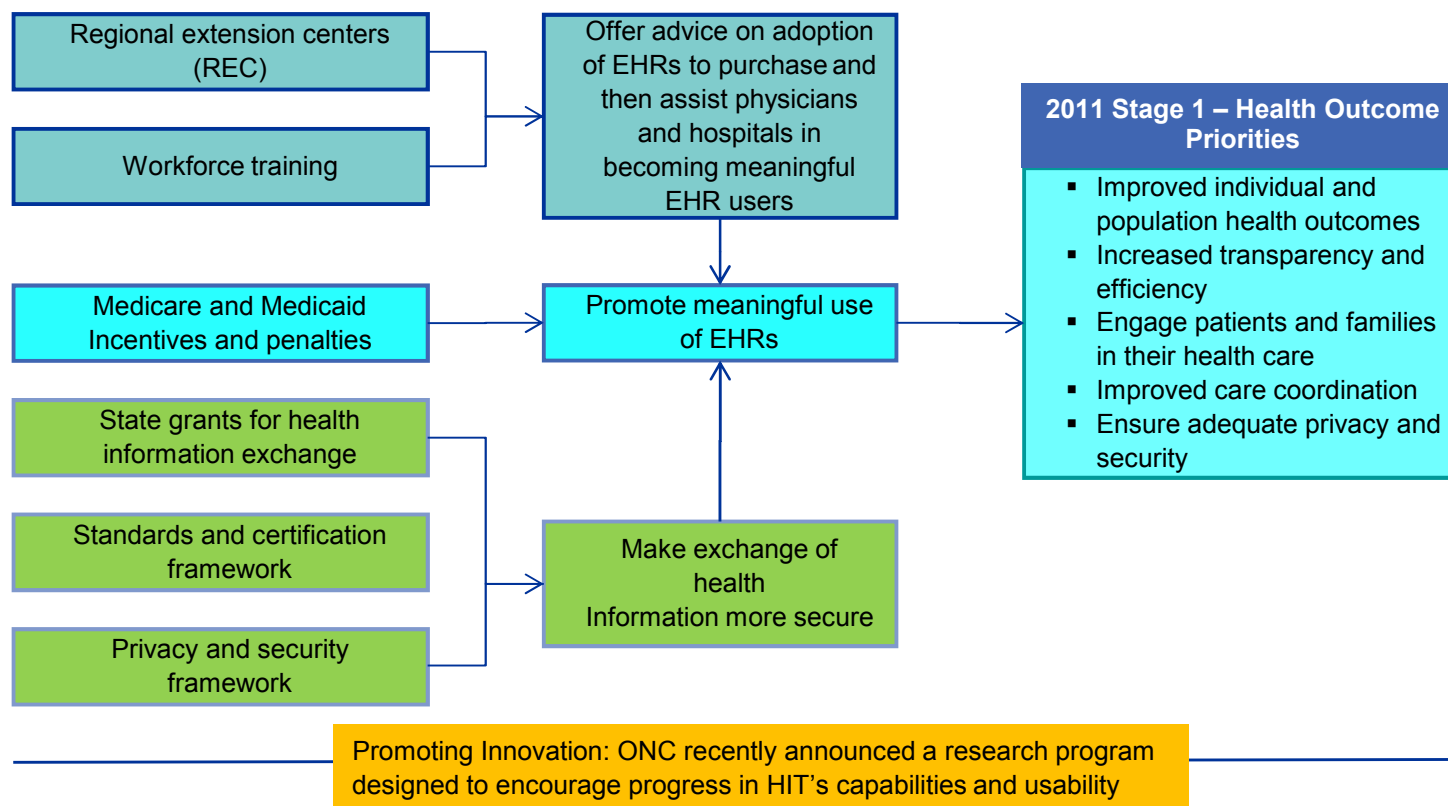 Regional extension centers
(REC)
Workforce training
Offer advice on adoption
of EHRs to purchase and
then assist physicians
and hospitals in
becoming meaningful
EHR users
Medicare and Medicaid
Incentives and penalties
Promote meaningful use
of EHRs
State grants for health
information exchange
Standards and certification
framework
Privacy and security
framework
Make exchange of
health
Information more secure
2011 Stage 1 – Health Outcome
Priorities
▪ Improved individual and
population health outcomes
▪ Increased transparency and
efficiency
▪ Engage patients and families
in their health care
▪ Improved care coordination
▪ Ensure adequate privacy and
security
Promoting Innovation: ONC recently announced a research program
designed to encourage progress in HIT’s capabilities and usability